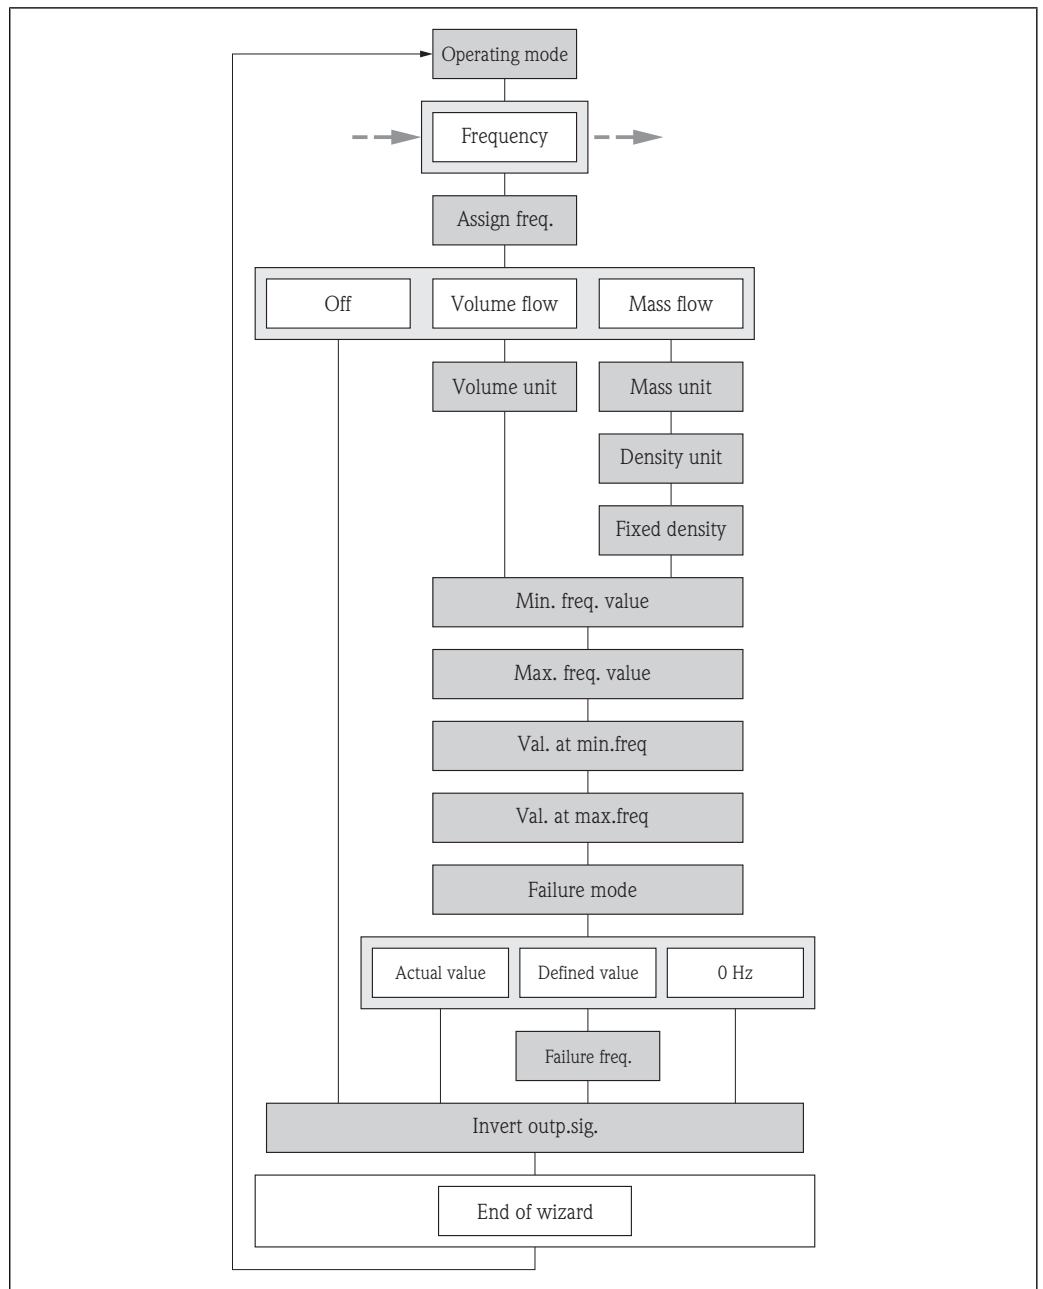 Operating mode
Frequency
Assign freq.
Off
Volume flow
Mass flow
Volume unit
Mass unit
Density unit
Fixed density
Min. freq. value
Max. freq. value
Val. at min.freq
Val. at max.freq
Failure mode
Actual value
Defined value
0 Hz
Failure freq.
Invert outp.sig.
End of wizard